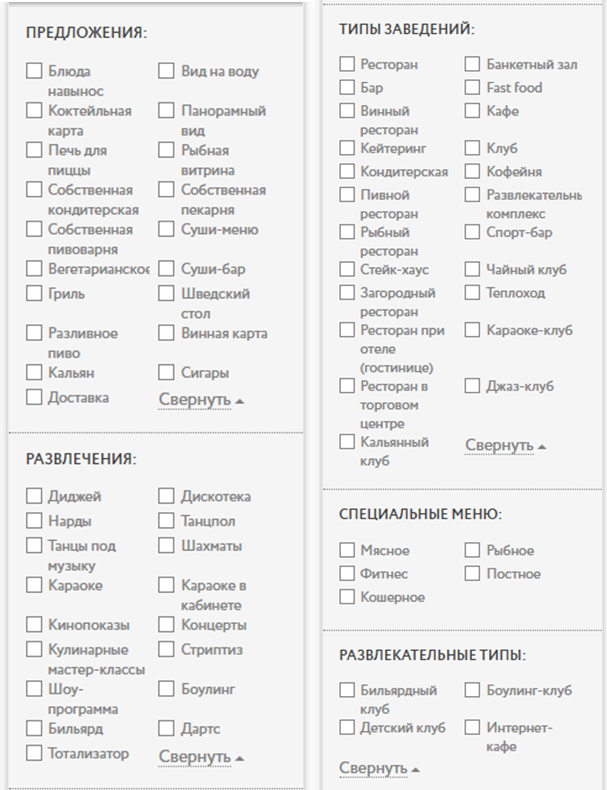 ПРЕДЛОЖЕНИЯ:
Блюда
навынос
Вид на воду
Коктейльная
карта
Панорамный
вид
Печь для
пиццы
Рыбная
витрина
Собственная
кондитерская
Собственная
пекарня
Собственная
пивоварня
Суши-меню
Вегетарианское
Суши-бар
Гриль
Шведский
стол
Разливное
пиво
Винная карта
Кальян
Сигары
Доставка
Свернуть
РАЗВЛЕЧЕНИЯ:
Диджей
Дискотека
Нарды
Танцпол
Танцы под
музыку
Шахматы
Караоке
Караоке в
кабинете
Кинопоказы
Концерты
Кулинарные
мастер-классы
Стриптиз
Шоу-
программа
Боулинг
Бильярд
Дартс
Тотализатор
Свернуть
ТИПЫ ЗАВЕДЕНИЙ:
Ресторан
Банкетный зал
Бар
Fast food
Винный
ресторан
Кафе
Кейтеринг
Клуб
Кондитерская
Кофейня
Пивной
ресторан
Развлекательнь
комплекс
Рыбный
ресторан
Спорт-бар
Стейк-хаус
Чайный клуб
Загородный
ресторан
Теплоход
Ресторан при
отеле
(гостинице)
Караоке-клуб
Ресторан в
торговом
центре
Джаз-клуб
Кальянный
клуб
Свернуть
СПЕЦИАЛЬНЫЕ МЕНЮ:
Мясное
Рыбное
Фитнес
Постное
Кошерное
РАЗВЛЕКАТЕЛЬНЫЕ ТИПЫ:
Бильярдный
клуб
Боулинг-клуб
Детский клуб
Интернет-
кафе
Свернуть